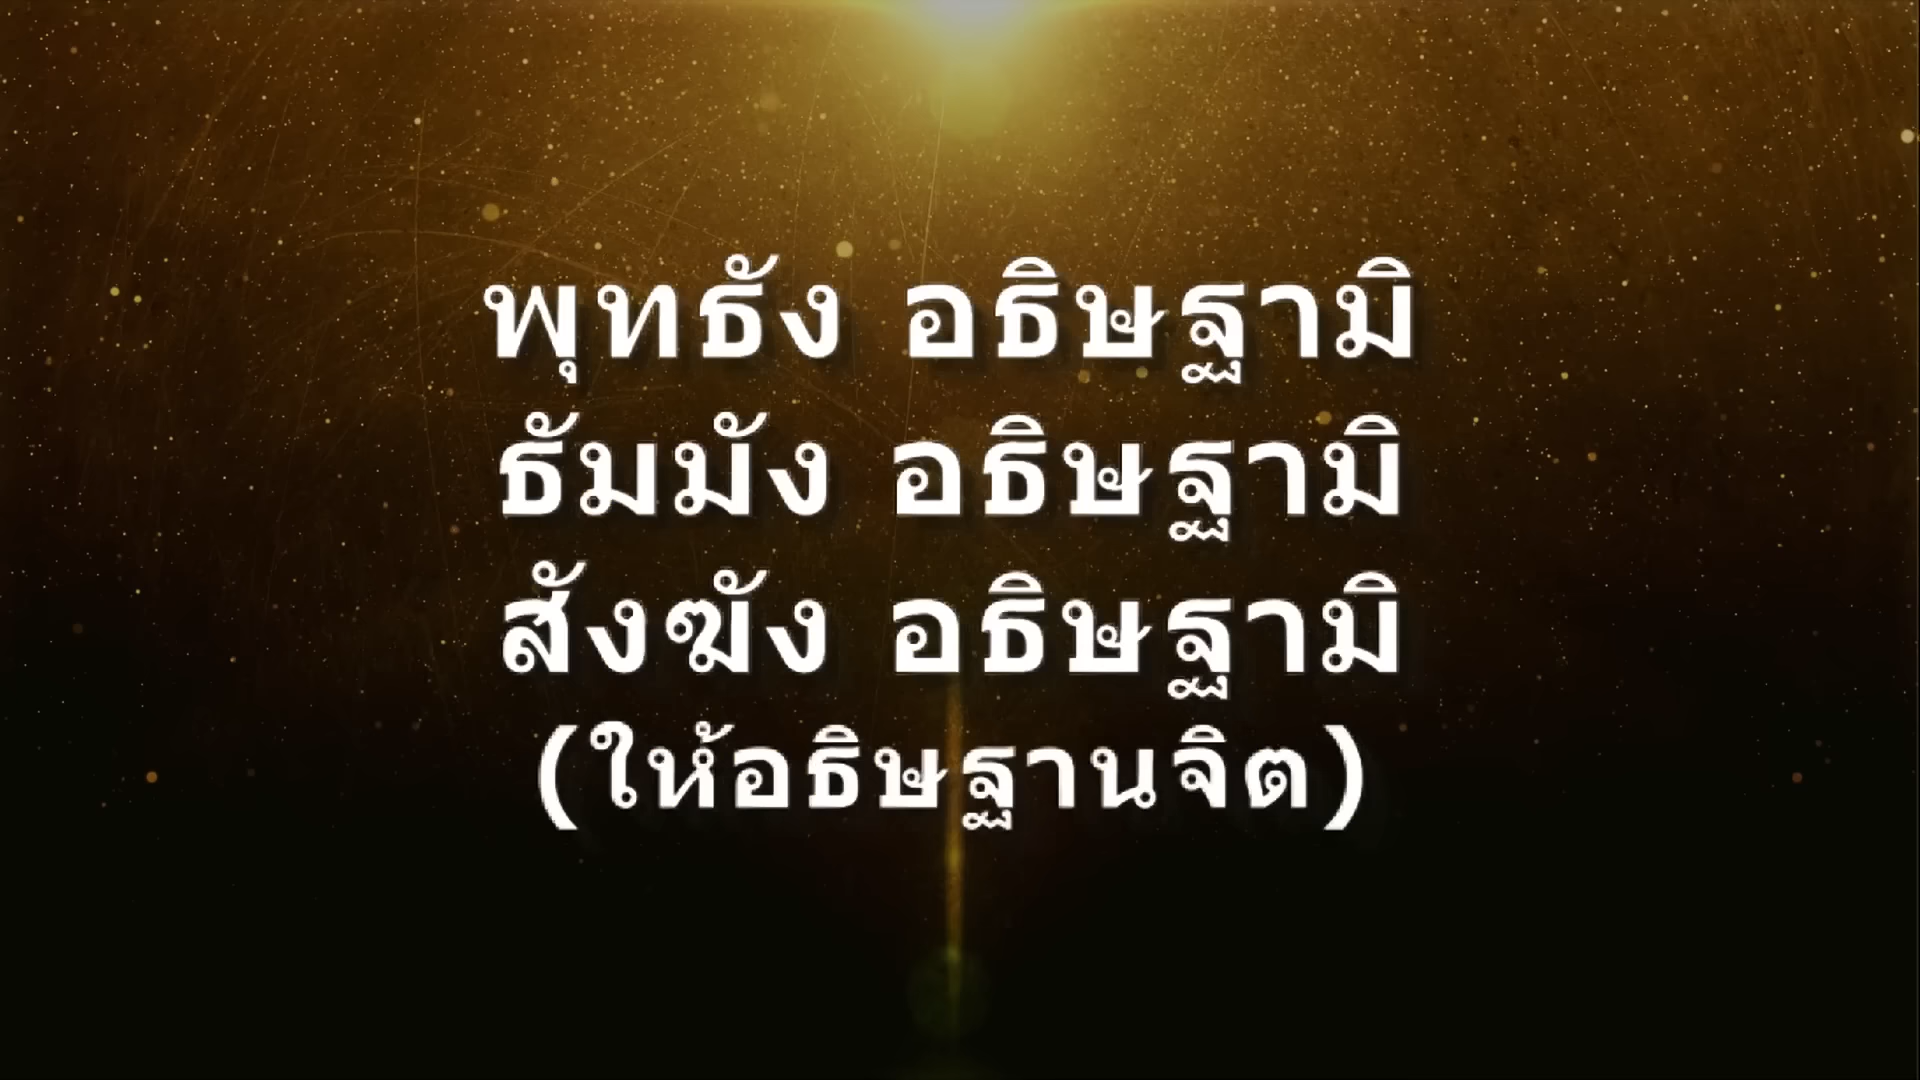 พุทธัง อธิษฐามิ
ธัมมัง อธิษฐามิ
สังฆัง อธิษฐามิ
(ให้อธิษฐานจิต)